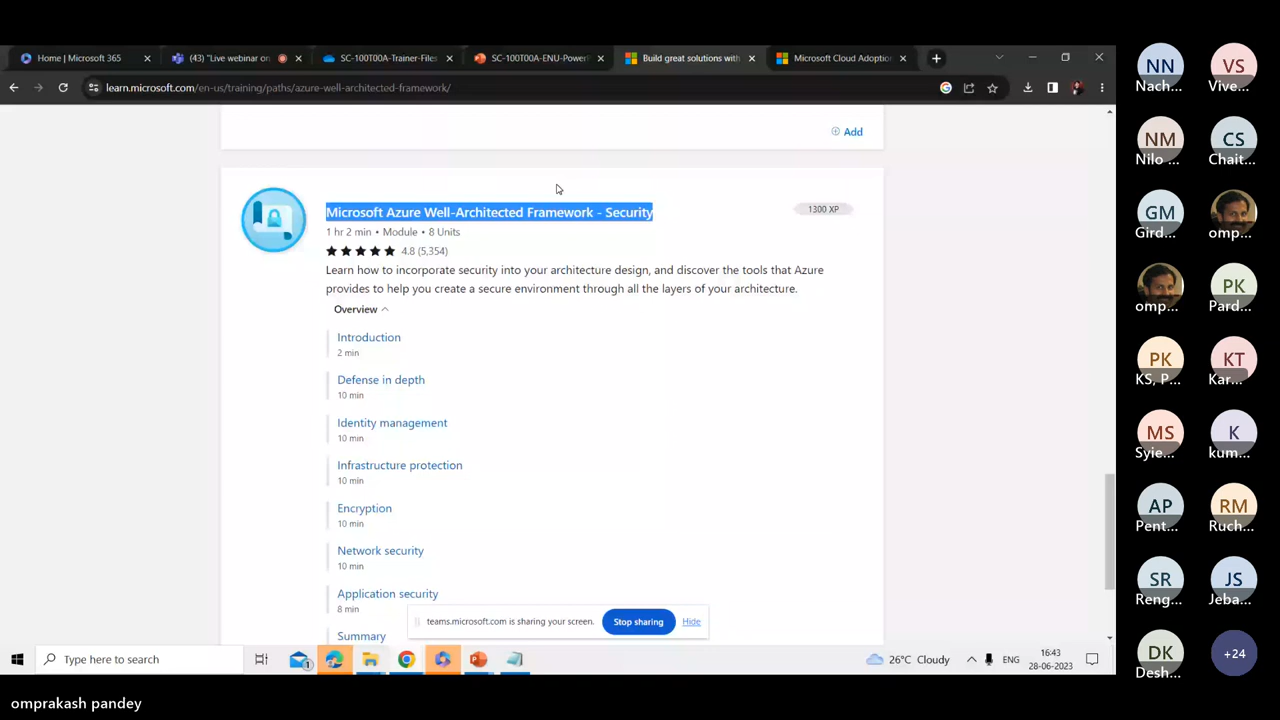 Home | Microsoft 365
(43) "Live webinar on
SC-100T00A-Trainer-Files
SC-100T00A-ENU-PowerP
Build great solutions with
Microsoft Cloud Adoptio
learn.microsoft.com/en-us/training/paths/azure-well-architected-framework/
Add
Microsoft Azure Well-Architected Framework - Security
1300 XP
1 hr 2 min • Module • 8 Units
4.8 (5,354)
Learn how to incorporate security into your architecture design, and discover the tools that Azure
provides to help you create a secure environment through all the layers of your architecture.
Overview
Introduction
2 min
Defense in depth
10 min
Identity management
10 min
Infrastructure protection
10 min
Encryption
10 min
Network security
10 min
Application security
8 min
Summary
teams.microsoft.com is sharing your screen.
Stop sharing
Hide
Type here to search
1
26°C Cloudy
ENG
16:43
28-06-2023
NN
Nach...
VS
Vive...
NM
Nilo ...
CS
Chait...
GM
Gird...
omp...
omp...
PK
Pard...
PK
KS, P...
KT
Kar...
MS
Syie...
K
kum...
AP
Pent...
RM
Ruch...
SR
Reng...
JS
Jeba...
DK
Desh...
+24
omprakash pandey